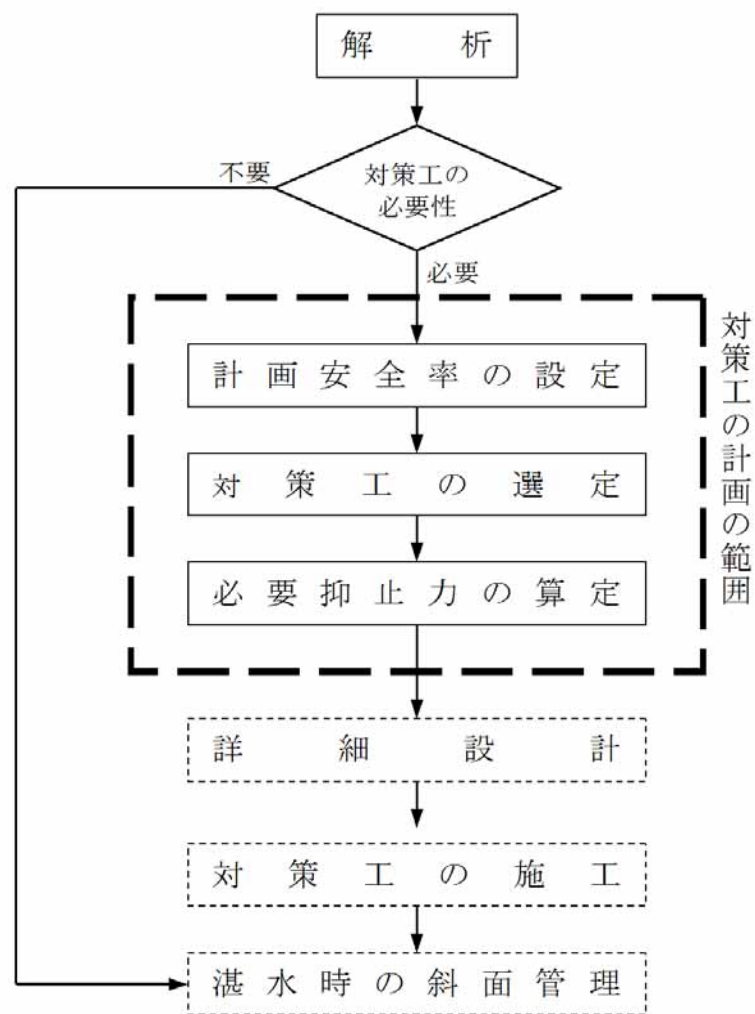 解析
対策工の
必要性
不要
必要
計画安全率の設定
対策工の選定
必要抑止力の算定
対策工の計画の範囲
詳細設計
対策工の施工
湛水時の斜面管理